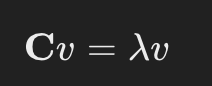 𝐂𝑣 = 𝜆𝑣